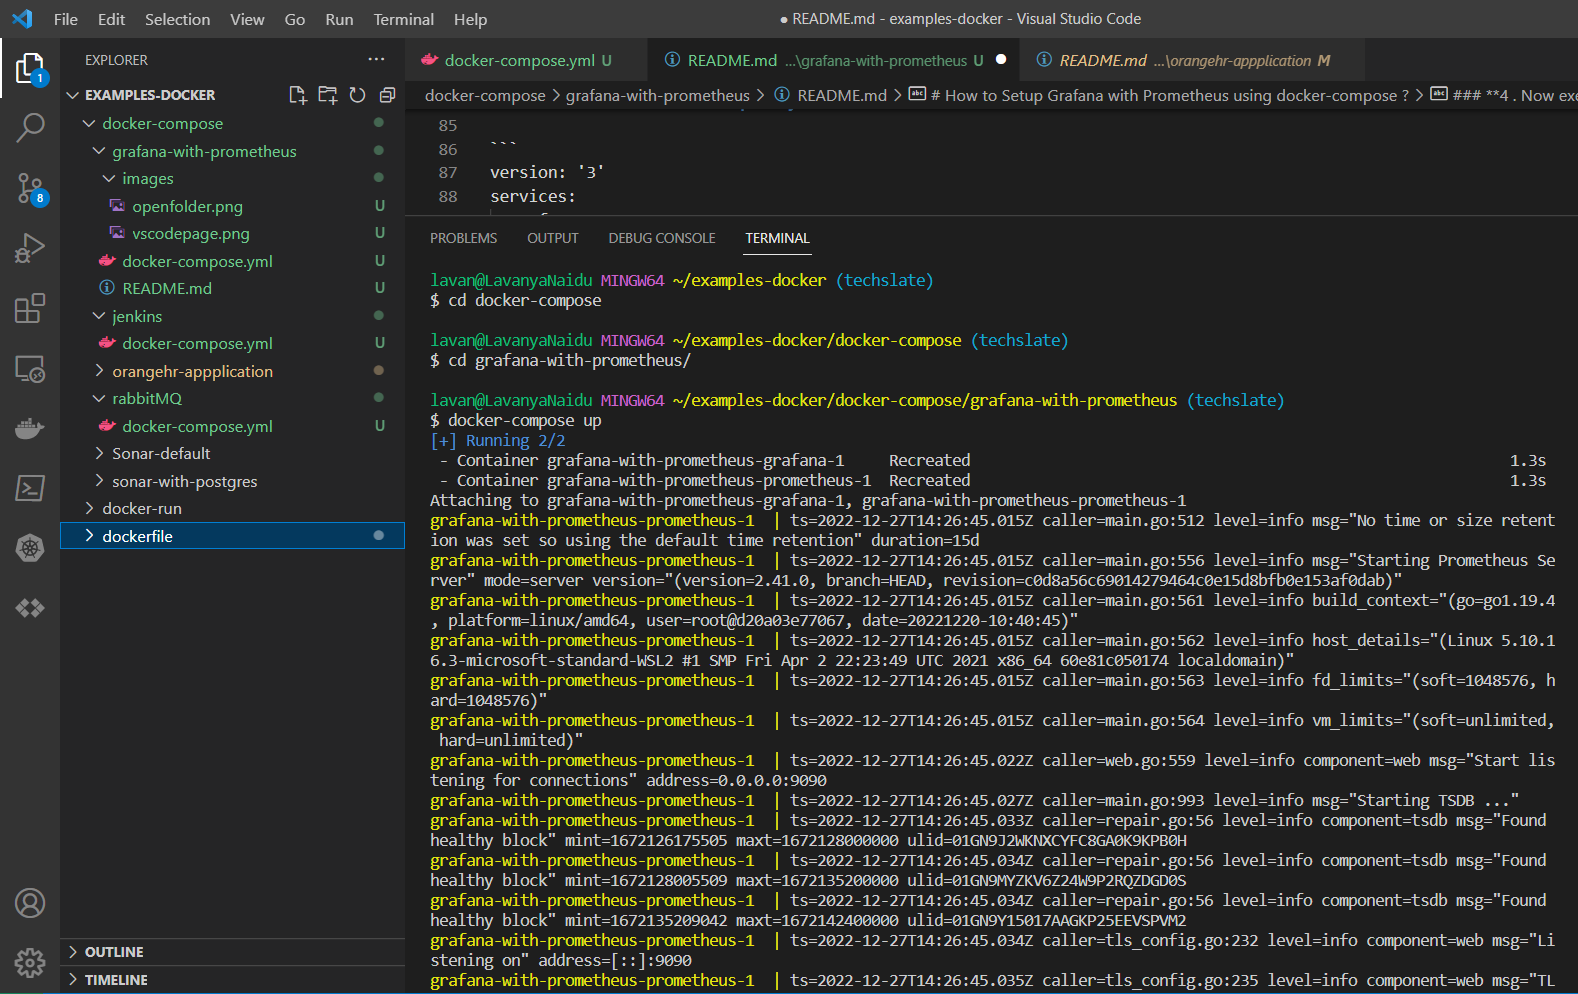 File Edit Selection View Go Run Terminal Help
● README.md - examples-docker - Visual Studio Code
EXPLORER ...
docker-compose.yml U
README.md ...\grafana-with-prometheus U
README.md ...\orangehr-appplication M
1
EXAMPLES-DOCKER
docker-compose > grafana-with-prometheus > README.md > # How to Setup Grafana with Prometheus using docker-compose ? > ### **4 . Now exe
docker-compose
grafana-with-prometheus
images
openfolder.png U
vscodepage.png U
docker-compose.yml U
README.md U
jenkins
docker-compose.yml U
orangehr-appplication
rabbitMQ
docker-compose.yml U
Sonar-default
sonar-with-postgres
docker-run
dockerfile
8
OUTLINE
TIMELINE
85
86 ```
87 version: '3'
88 services:
PROBLEMS OUTPUT DEBUG CONSOLE TERMINAL
lavan@LavanyaNaidu MINGW64 ~/examples-docker (techslate)
$ cd docker-compose
lavan@LavanyaNaidu MINGW64 ~/examples-docker/docker-compose (techslate)
$ cd grafana-with-prometheus/
lavan@LavanyaNaidu MINGW64 ~/examples-docker/docker-compose/grafana-with-prometheus (techslate)
$ docker-compose up
[+] Running 2/2
- Container grafana-with-prometheus-grafana-1 Recreated 1.3s
- Container grafana-with-prometheus-prometheus-1 Recreated 1.3s
Attaching to grafana-with-prometheus-grafana-1, grafana-with-prometheus-prometheus-1
grafana-with-prometheus-prometheus-1 | ts=2022-12-27T14:26:45.015Z caller=main.go:512 level=info msg="No time or size retent
ion was set so using the default time retention" duration=15d
grafana-with-prometheus-prometheus-1 | ts=2022-12-27T14:26:45.015Z caller=main.go:556 level=info msg="Starting Prometheus Se
rver" mode=server version="(version=2.41.0, branch=HEAD, revision=c0d8a56c69014279464c0e15d8bfb0e153af0dab)"
grafana-with-prometheus-prometheus-1 | ts=2022-12-27T14:26:45.015Z caller=main.go:561 level=info build_context="(go=go1.19.4
, platform=linux/amd64, user=root@d20a03e77067, date=20221220-10:40:45)"
grafana-with-prometheus-prometheus-1 | ts=2022-12-27T14:26:45.015Z caller=main.go:562 level=info host_details="(Linux 5.10.1
6.3-microsoft-standard-WSL2 #1 SMP Fri Apr 2 22:23:49 UTC 2021 x86_64 60e81c050174 localdomain)"
grafana-with-prometheus-prometheus-1 | ts=2022-12-27T14:26:45.015Z caller=main.go:563 level=info fd_limits="(soft=1048576, h
ard=1048576)"
grafana-with-prometheus-prometheus-1 | ts=2022-12-27T14:26:45.015Z caller=main.go:564 level=info vm_limits="(soft=unlimited,
hard=unlimited)"
grafana-with-prometheus-prometheus-1 | ts=2022-12-27T14:26:45.022Z caller=web.go:559 level=info component=web msg="Start lis
tening for connections" address=0.0.0.0:9090
grafana-with-prometheus-prometheus-1 | ts=2022-12-27T14:26:45.027Z caller=main.go:993 level=info msg="Starting TSDB ..."
grafana-with-prometheus-prometheus-1 | ts=2022-12-27T14:26:45.033Z caller=repair.go:56 level=info component=tsdb msg="Found
healthy block" mint=1672126175505 maxt=1672128000000 ulid=01GN9J2WKNXCYFC8GA0K9KPB0H
grafana-with-prometheus-prometheus-1 | ts=2022-12-27T14:26:45.034Z caller=repair.go:56 level=info component=tsdb msg="Found
healthy block" mint=1672128005509 maxt=1672135200000 ulid=01GN9MYZKV6Z24W9P2RQZDGD0S
grafana-with-prometheus-prometheus-1 | ts=2022-12-27T14:26:45.034Z caller=repair.go:56 level=info component=tsdb msg="Found
healthy block" mint=1672135209042 maxt=1672142400000 ulid=01GN9Y15017AAGKP25EEVSPVM2
grafana-with-prometheus-prometheus-1 | ts=2022-12-27T14:26:45.034Z caller=tls_config.go:232 level=info component=web msg="Li
stening on" address=[::]:9090
grafana-with-prometheus-prometheus-1 | ts=2022-12-27T14:26:45.035Z caller=tls_config.go:235 level=info component=web msg="TL